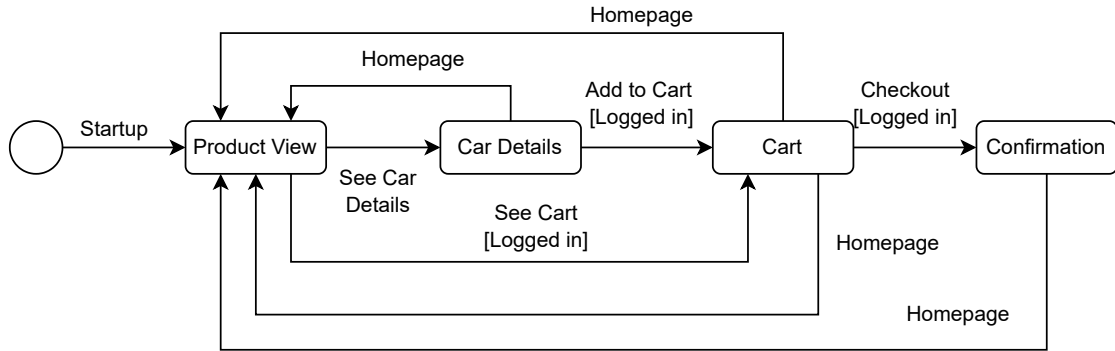 Homepage
Homepage
Add to Cart
[Logged in]
Checkout
[Logged in]
Startup
Product View
Car Details
Cart
Confirmation
See Car
Details
See Cart
[Logged in]
Homepage
Homepage